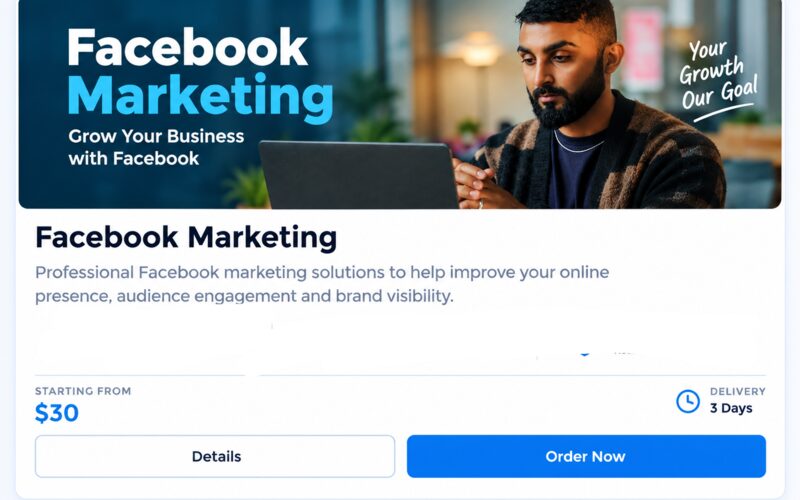 Facebook
Marketing
Grow Your Business
with Facebook
Your
Growth
Our Goal
Facebook Marketing
Professional Facebook marketing solutions to help improve your online
presence, audience engagement and brand visibility.
STARTING FROM
$30
DELIVERY
3 Days
Details
Order Now